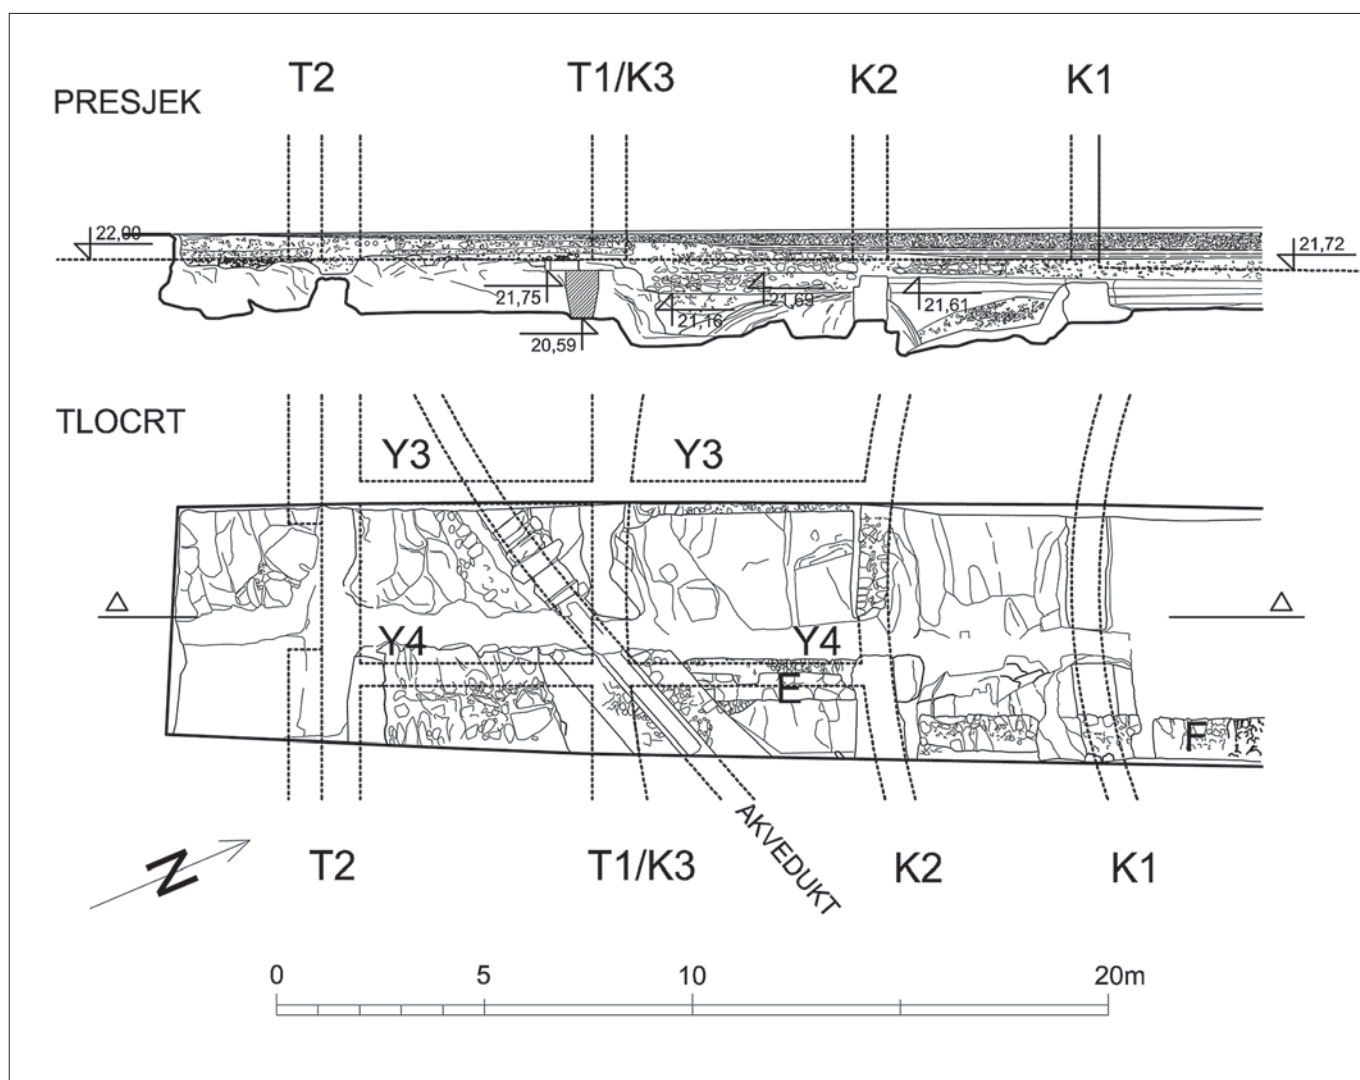 T2 T1/K3 K2 K1
PRESJEK
22,00
21,72
21,75
21,69
21,61
21,16
20,59
TLOCRT
Y3 Y3
Y4 Y4
E
F
AKVEDUKT
N
T2 T1/K3 K2 K1
0 5 10 20m